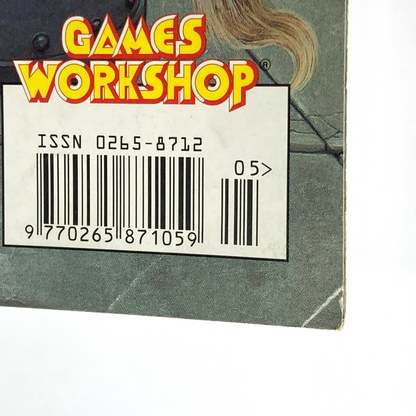 GAMES
WORKSHOP®
ISSN 0265-8712
05>
9 770265 871059